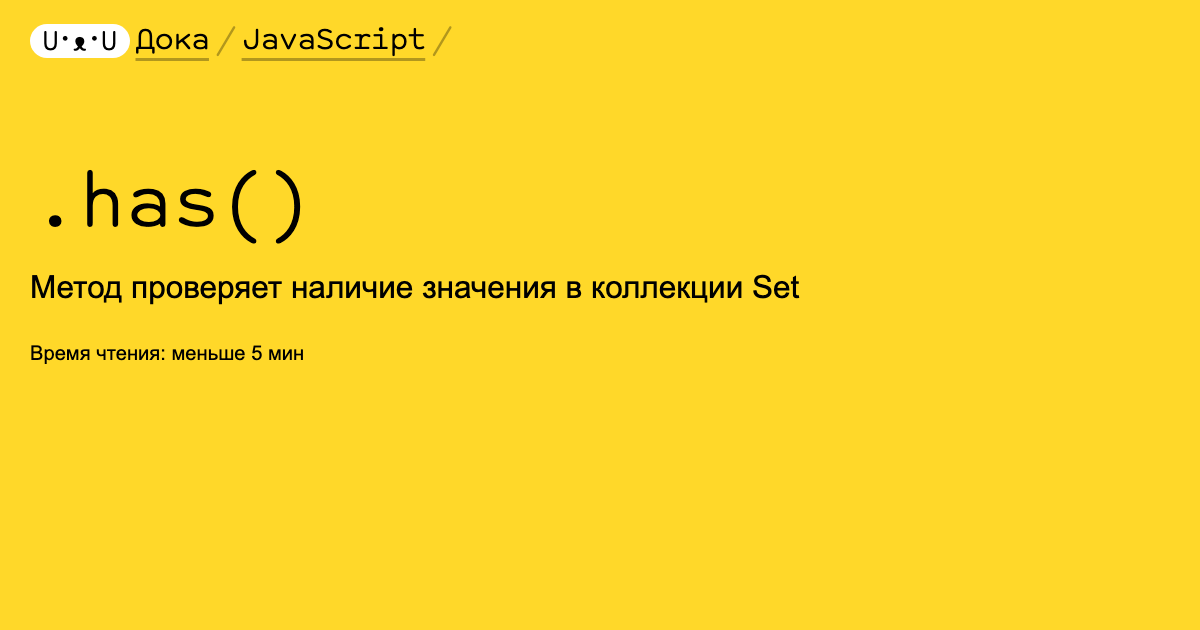 U·ᴥ·U Дока / JavaScript /
.has()
Метод проверяет наличие значения в коллекции Set
Время чтения: меньше 5 мин